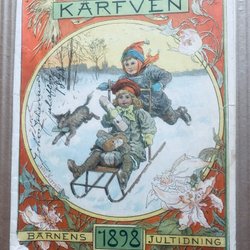 KÄRFVEN
BARNENS 1898 JULTIDNING